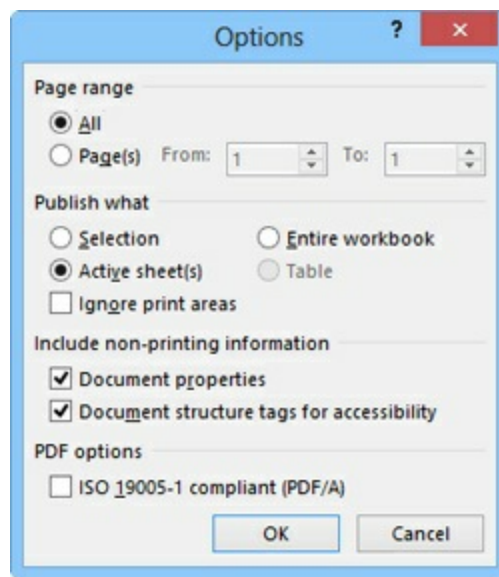 Options ?
Page range
All
Page(s) From: 1 To: 1
Publish what
Selection Entire workbook
Active sheet(s) Table
Ignore print areas
Include non-printing information
Document properties
Document structure tags for accessibility
PDF options
ISO 19005-1 compliant (PDF/A)
OK Cancel